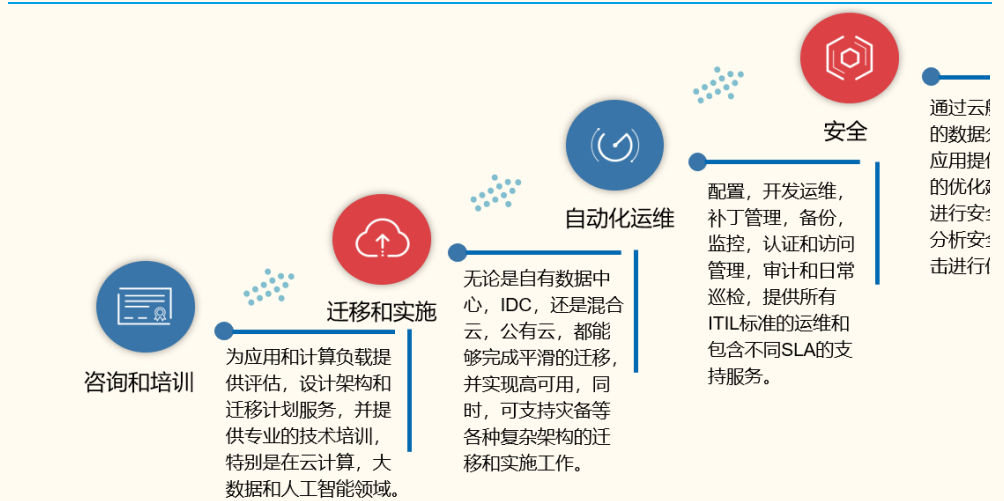 咨询和培训
为应用和计算负载提
供评估，设计架构和
迁移计划服务，并提
供专业的技术培训，
特别是在云计算，大
数据和人工智能领域。
迁移和实施
无论是自有数据中
心，IDC，还是混合
云，公有云，都能
够完成平滑的迁移，
并实现高可用，同
时，可支持灾备等
各种复杂架构的迁
移和实施工作。
自动化运维
配置，开发运维，
补丁管理，备份，
监控，认证和访问
管理，审计和日常
巡检，提供所有
ITIL标准的运维和
包含不同SLA的支
持服务。
安全
通过云
的数据
应用提
的优化
进行安
分析安
击进行